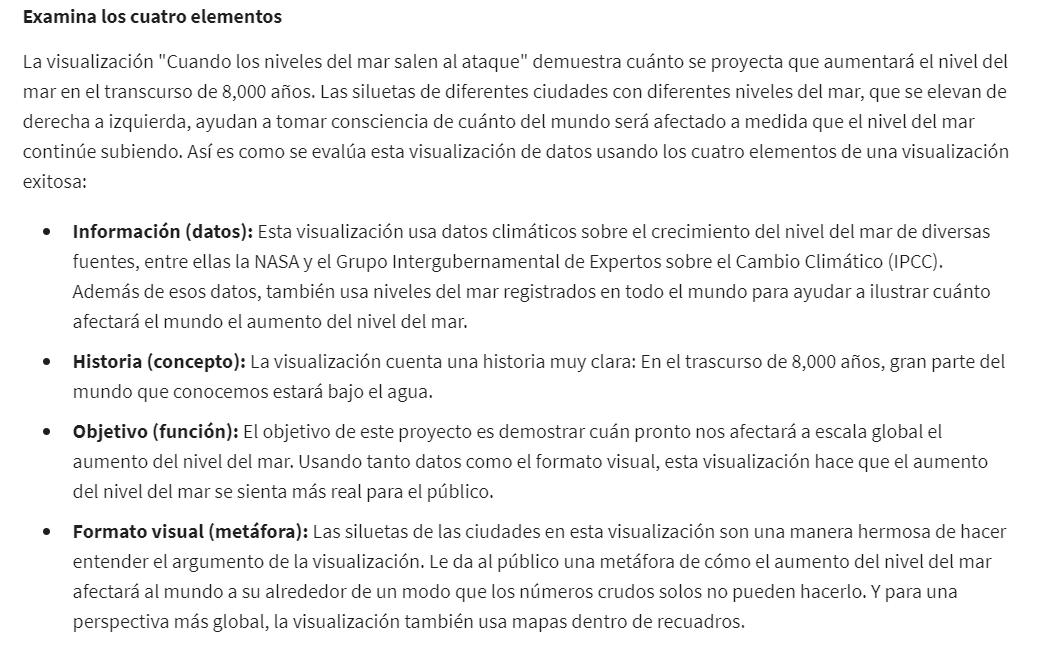 Examina los cuatro elementos
La visualización "Cuando los niveles del mar salen al ataque" demuestra cuánto se proyecta que aumentará el nivel del
mar en el transcurso de 8,000 años. Las siluetas de diferentes ciudades con diferentes niveles del mar, que se elevan de
derecha a izquierda, ayudan a tomar consciencia de cuánto del mundo será afectado a medida que el nivel del mar
continúe subiendo. Así es como se evalúa esta visualización de datos usando los cuatro elementos de una visualización
exitosa:
• Información (datos): Esta visualización usa datos climáticos sobre el crecimiento del nivel del mar de diversas
fuentes, entre ellas la NASA y el Grupo Intergubernamental de Expertos sobre el Cambio Climático (IPCC).
Además de esos datos, también usa niveles del mar registrados en todo el mundo para ayudar a ilustrar cuánto
afectará el mundo el aumento del nivel del mar.
• Historia (concepto): La visualización cuenta una historia muy clara: En el trascurso de 8,000 años, gran parte del
mundo que conocemos estará bajo el agua.
• Objetivo (función): El objetivo de este proyecto es demostrar cuán pronto nos afectará a escala global el
aumento del nivel del mar. Usando tanto datos como el formato visual, esta visualización hace que el aumento
del nivel del mar se sienta más real para el público.
• Formato visual (metáfora): Las siluetas de las ciudades en esta visualización son una manera hermosa de hacer
entender el argumento de la visualización. Le da al público una metáfora de cómo el aumento del nivel del mar
afectará al mundo a su alrededor de un modo que los números crudos solos no pueden hacerlo. Y para una
perspectiva más global, la visualización también usa mapas dentro de recuadros.